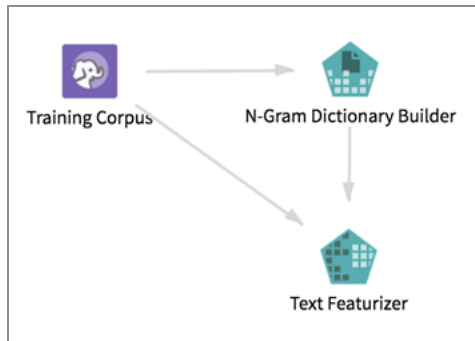 Training Corpus
N-Gram Dictionary Builder
Text Featurizer